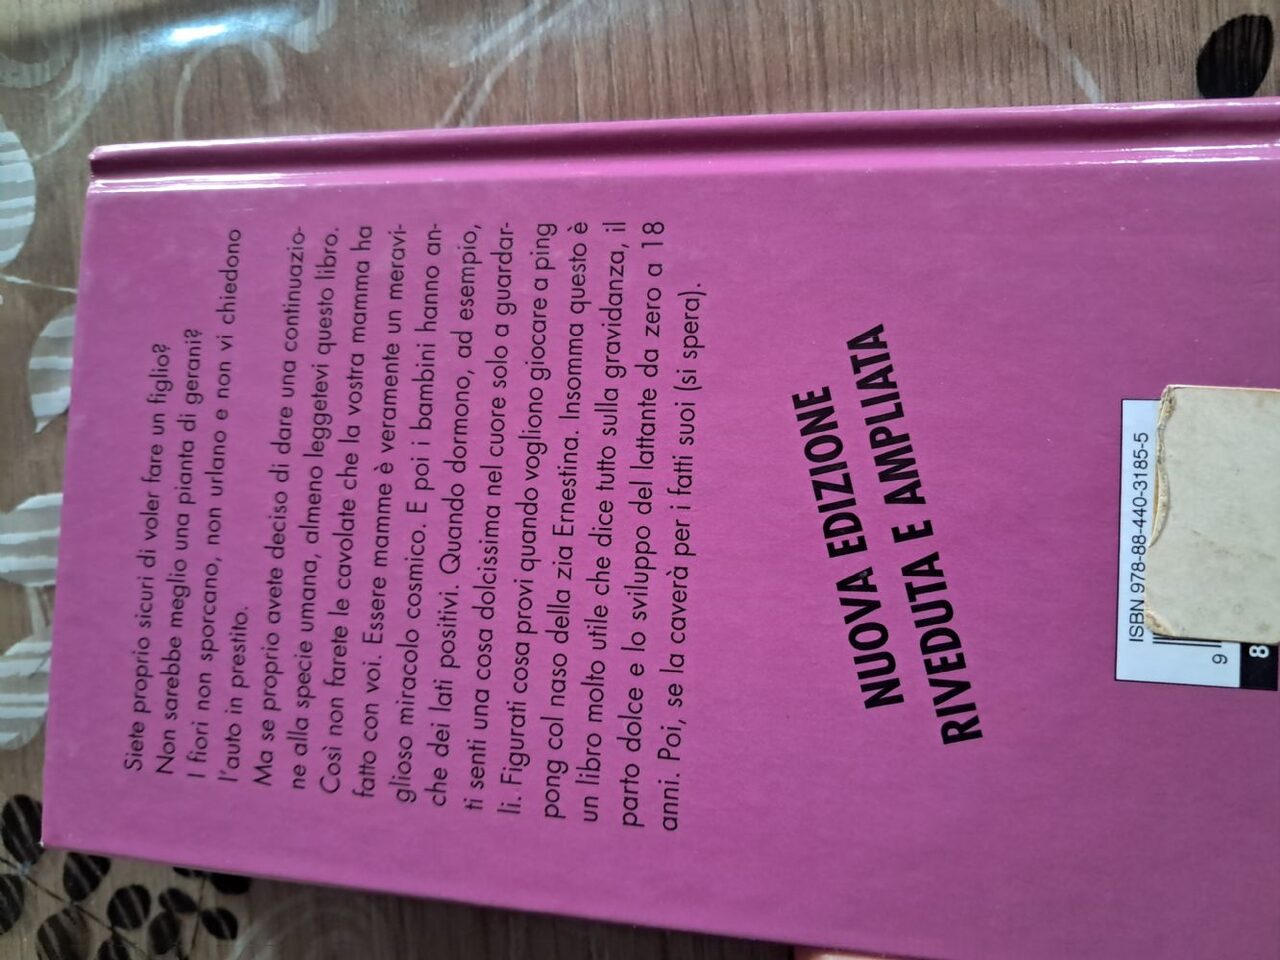 Siete proprio sicuri di voler fare un figlio?
Non sarebbe meglio una pianta di gerani?
I fiori non sporcano, non urlano e non vi chiedono
l'auto in prestito.
Ma se proprio avete deciso di dare una continuazio-
ne alla specie umana, almeno leggetevi questo libro.
Così non farete le cavolate che la vostra mamma ha
fatto con voi. Essere mamme è veramente un meravi-
glioso miracolo cosmico. E poi i bambini hanno an-
che dei lati positivi. Quando dormono, ad esempio,
ti senti una cosa dolcissima nel cuore solo a guardar-
li. Figurati cosa provi quando vogliono giocare a ping
pong col naso della zia Ernestina. Insomma questo è
un libro molto utile che dice tutto sulla gravidanza, il
parto dolce e lo sviluppo del lattante da zero a 18
anni. Poi, se la caverà per i fatti suoi (si spera).
NUOVA EDIZIONE
RIVEDUTA E AMPLIATA
ISBN 978-88-440-3185-5
9
8